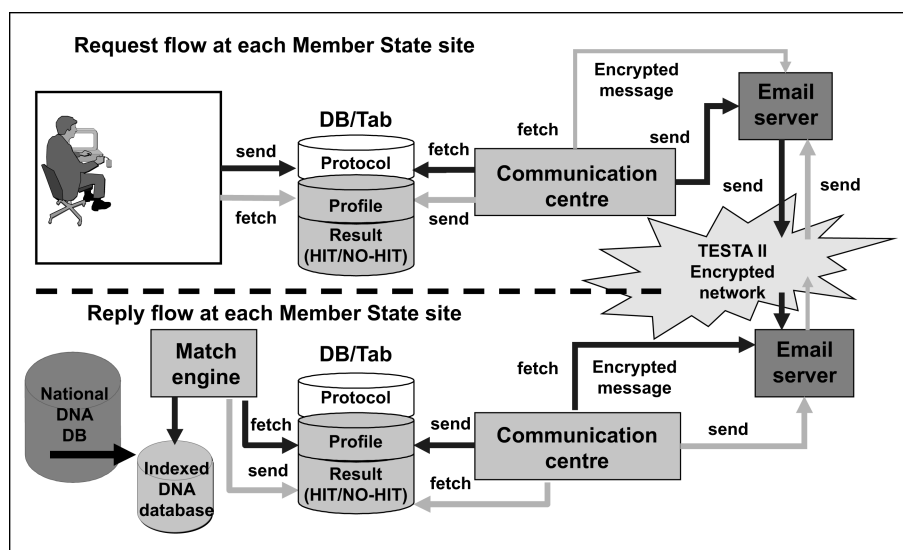 Request flow at each Member State site
Encrypted
message
Email
server
DB/Tab
fetch
send
send
fetch
Protocol
Communication
centre
send
send
fetch
Profile
send
Result
(HIT/NO-HIT)
TESTA II
Encrypted
network
Reply flow at each Member State site
Match
engine
DB/Tab
fetch
Encrypted
message
Email
server
National
DNA
DB
Protocol
fetch
send
Profile
Communication
centre
send
send
Result
(HIT/NO-HIT)
fetch
Indexed
DNA
database